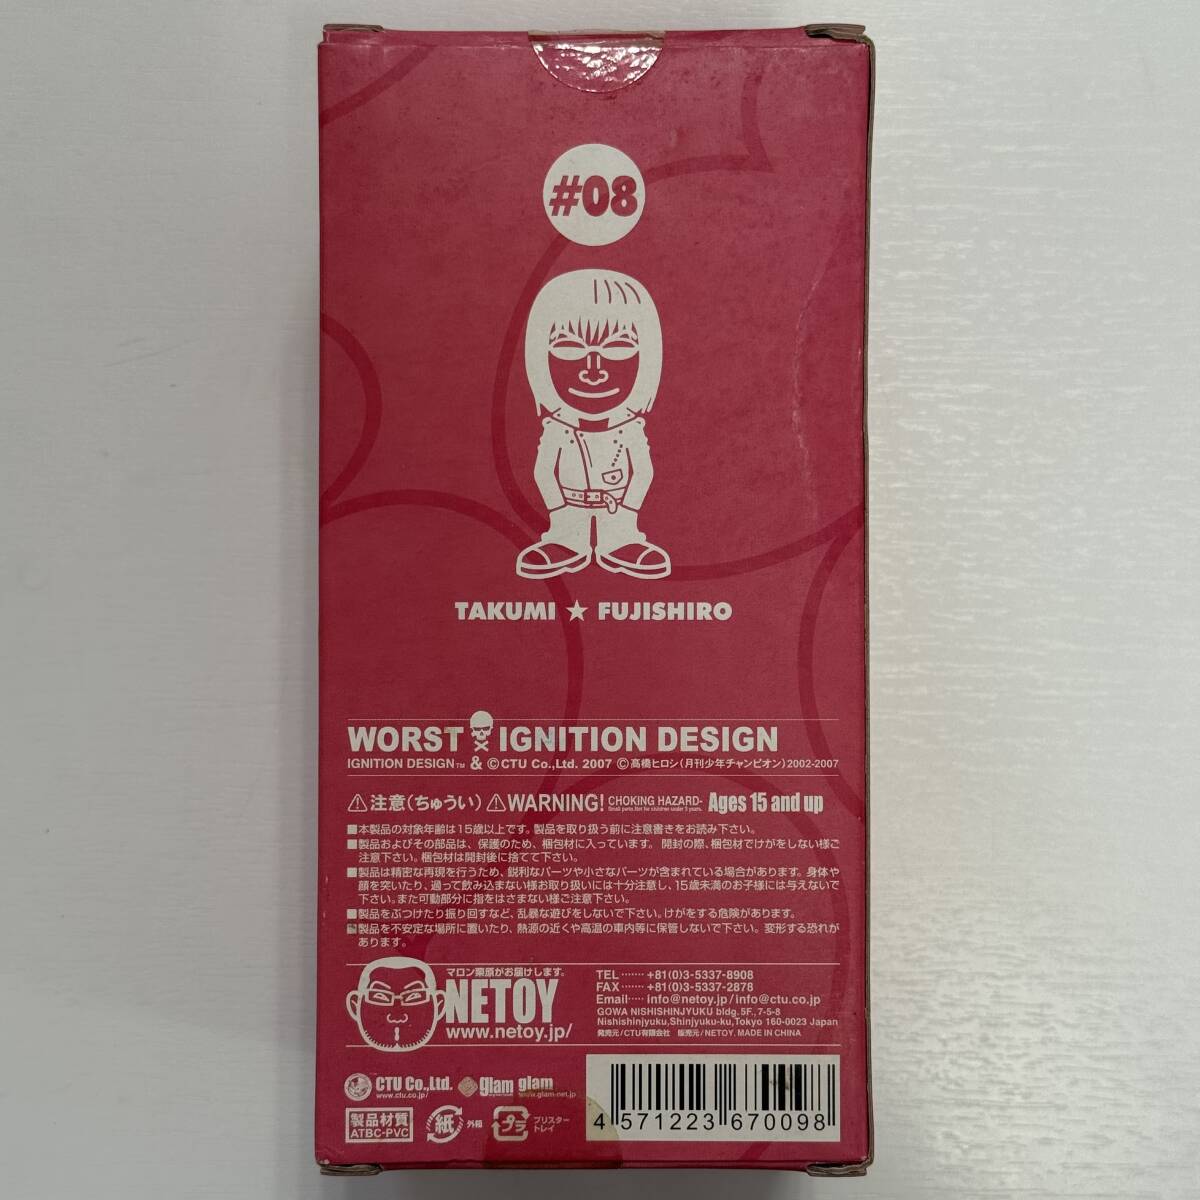 #08
TAKUMI ★ FUJISHIRO
WORST IGNITION DESIGN
IGNITION DESIGN™ & ©CTU Co.,Ltd. 2007 ©髙橋ヒロシ(月刊少年チャンピオン)2002-2007
⚠注意(ちゅうい) ⚠WARNING! CHOKING HAZARD- Small parts. Not for children under 3 years. Ages 15 and up
■本製品の対象年齢は15歳以上です。製品を取り扱う前に注意書きをお読み下さい。
■製品およびその部品は、保護のため、梱包材に入っています。開封の際、梱包材でけがをしない様ご
注意下さい。梱包材は開封後に捨てて下さい。
■製品は精密な再現を行うため、鋭利なパーツや小さなパーツが含まれている場合があります。身体や
顔を突いたり、過って飲み込まない様お取り扱いには十分注意し、15歳未満のお子様には与えないで
下さい。また可動部分に指をはさまない様ご注意下さい。
■製品をぶつけたり振り回すなど、乱暴な遊びをしないで下さい。けがをする危険があります。
■製品を不安定な場所に置いたり、熱源の近くや高温の車内等に保管しないで下さい。変形する恐れが
あります。
マロン栗原がお届けします。
NETOY
www.netoy.jp/
TEL ······· +81(0)3-5337-8908
FAX ······· +81(0)3-5337-2878
Email····· info@netoy.jp/info@ctu.co.jp
GOWA NISHISHINJYUKU bldg.5F.,7-5-8
Nishishinjyuku,Shinjyuku-ku,Tokyo 160-0023 Japan
発売元/CTU有限会社 販売元/NETOY. MADE IN CHINA
CTU Co.,Ltd.
www.ctu.co.jp/
glam glam
www.glam-net.jp
製品材質
ATBC-PVC
紙 外箱
プラ ブリスター
トレイ
4 571223 670098